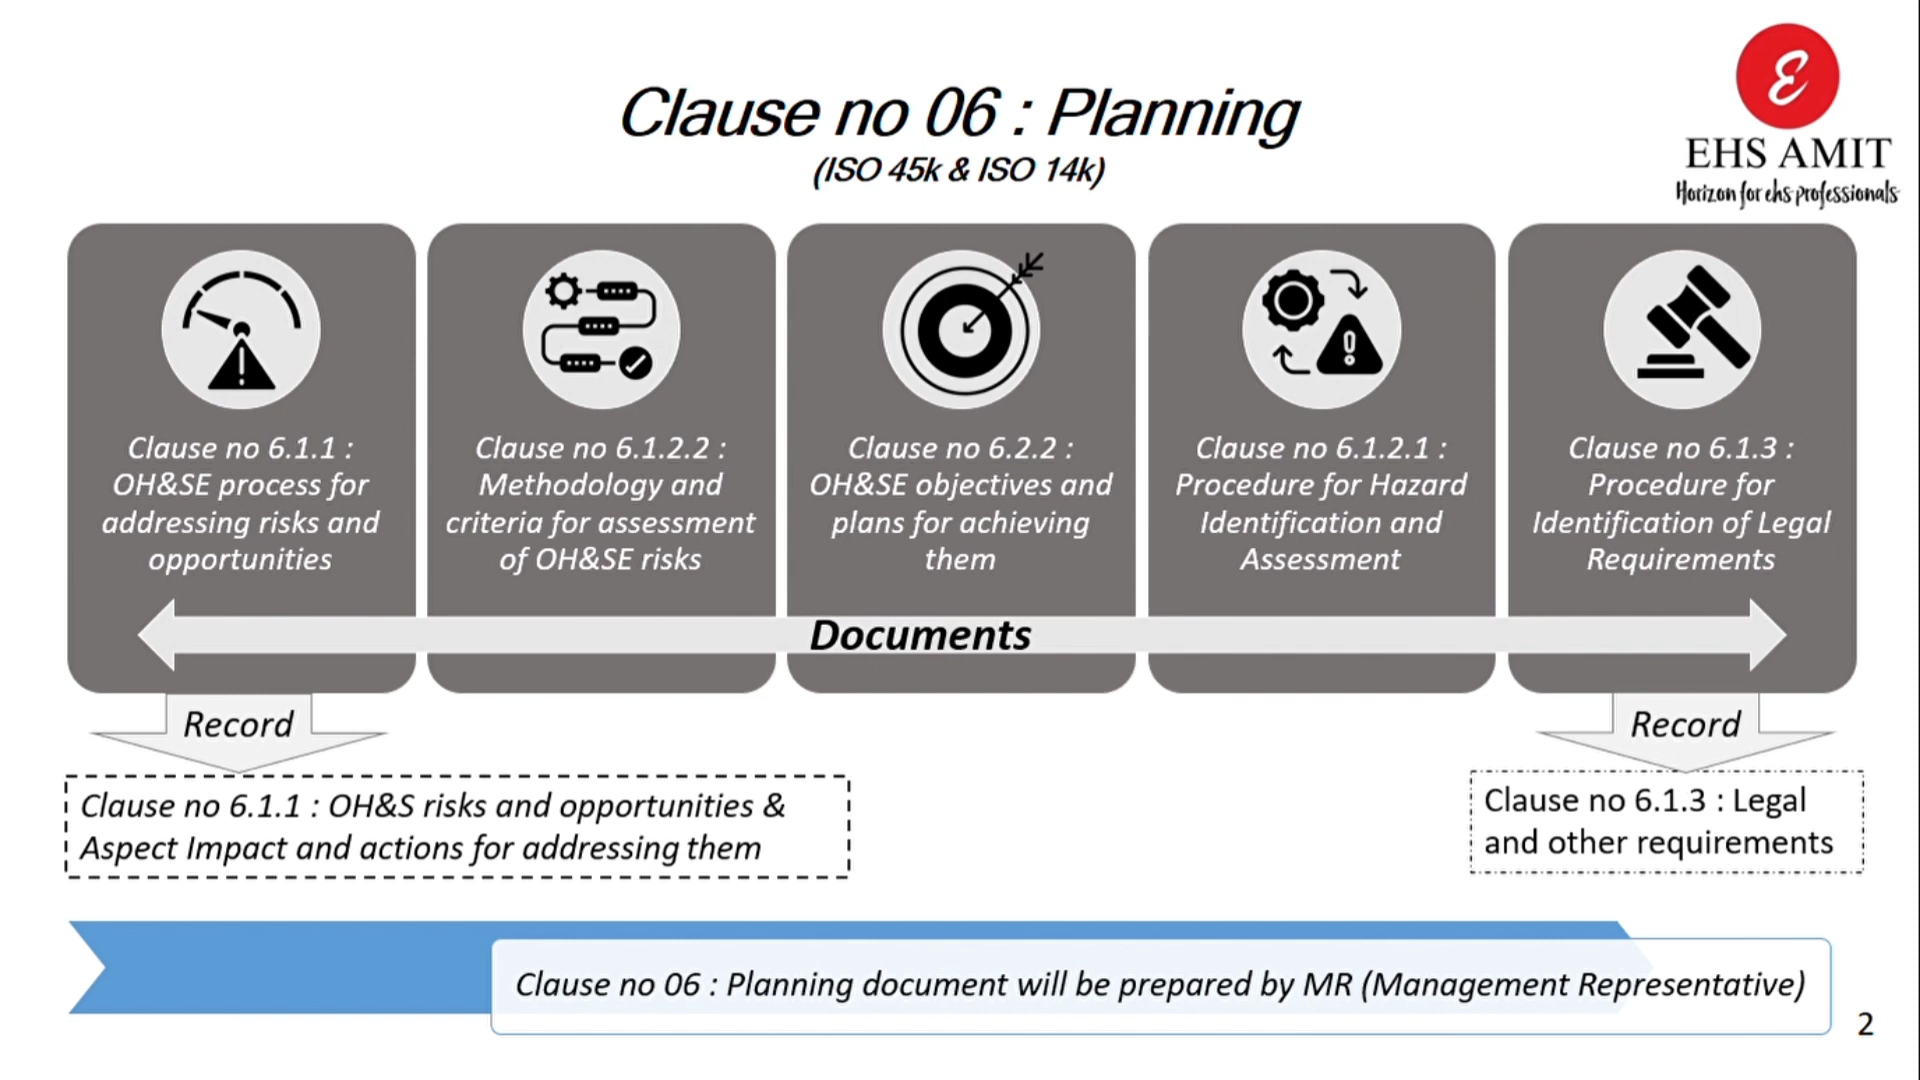 Clause no 06 : Planning
(ISO 45k & ISO 14k)
E
EHS AMIT
Horizon for ehs professionals
Clause no 6.1.1 :
OH&SE process for
addressing risks and
opportunities
Clause no 6.1.2.2 :
Methodology and
criteria for assessment
of OH&SE risks
Clause no 6.2.2 :
OH&SE objectives and
plans for achieving
them
Clause no 6.1.2.1 :
Procedure for Hazard
Identification and
Assessment
Clause no 6.1.3 :
Procedure for
Identification of Legal
Requirements
Documents
Record
Record
Clause no 6.1.1 : OH&S risks and opportunities &
Aspect Impact and actions for addressing them
Clause no 6.1.3 : Legal
and other requirements
Clause no 06 : Planning document will be prepared by MR (Management Representative)
2